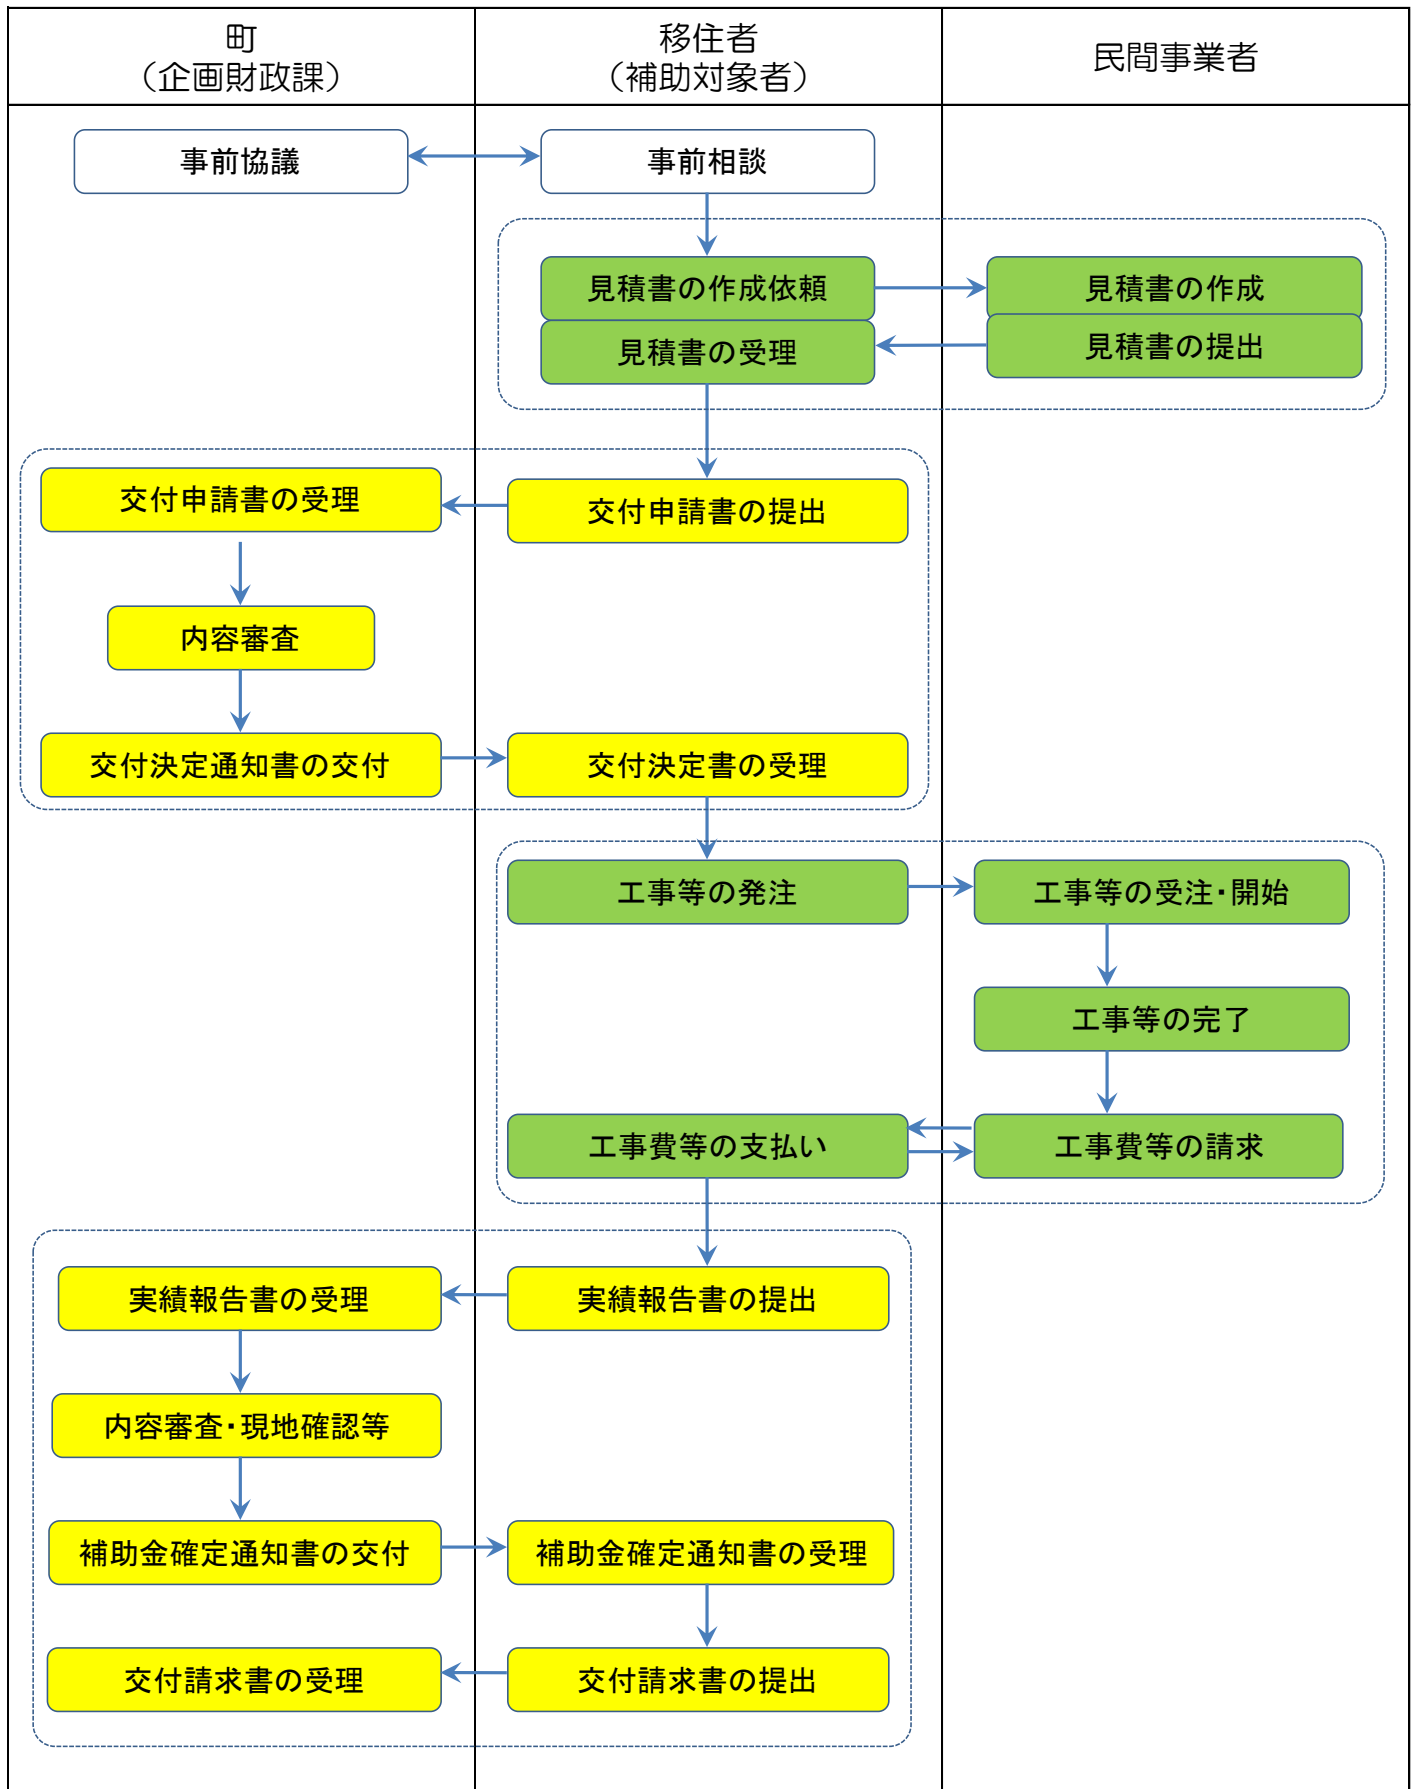 町
（企画財政課）
移住者
（補助対象者）
民間事業者
事前協議
事前相談
見積書の作成依頼
見積書の作成
見積書の受理
見積書の提出
交付申請書の受理
交付申請書の提出
内容審査
交付決定通知書の交付
交付決定書の受理
工事等の発注
工事等の受注・開始
工事等の完了
工事費等の支払い
工事費等の請求
実績報告書の受理
実績報告書の提出
内容審査・現地確認等
補助金確定通知書の交付
補助金確定通知書の受理
交付請求書の受理
交付請求書の提出